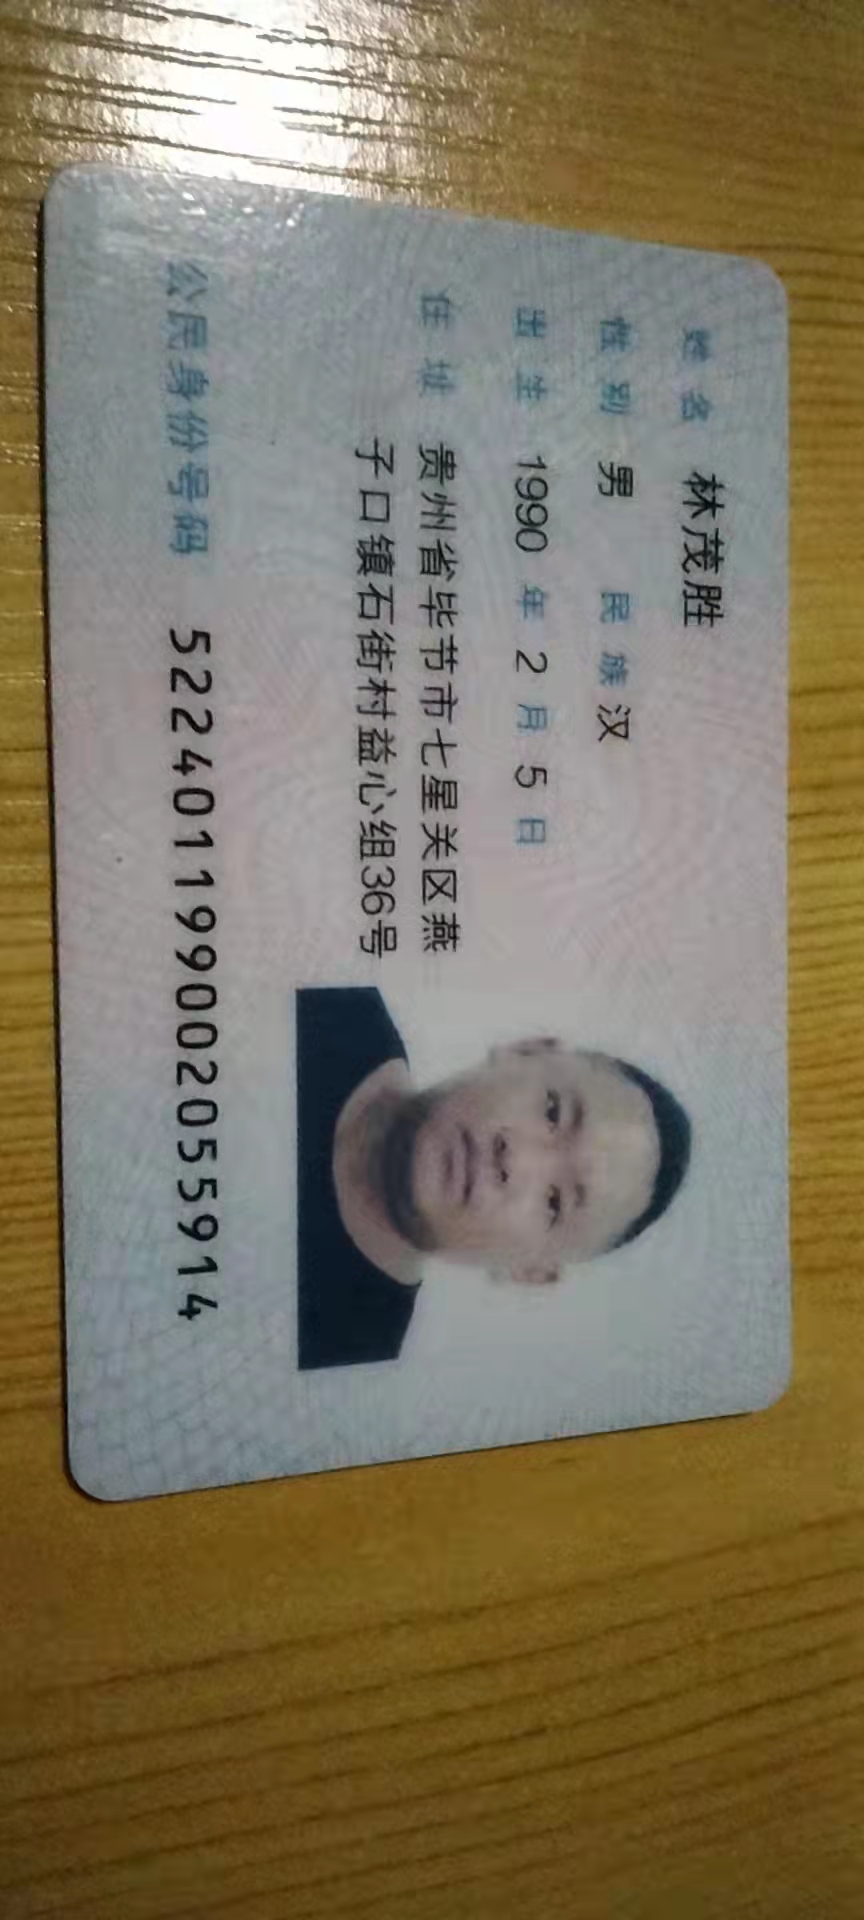 姓名 林茂胜
性别 男 民族 汉
出生 1990 年 2 月 5 日
住址 贵州省毕节市七星关区燕
子口镇石街村益心组36号
公民身份号码 522401199002055914